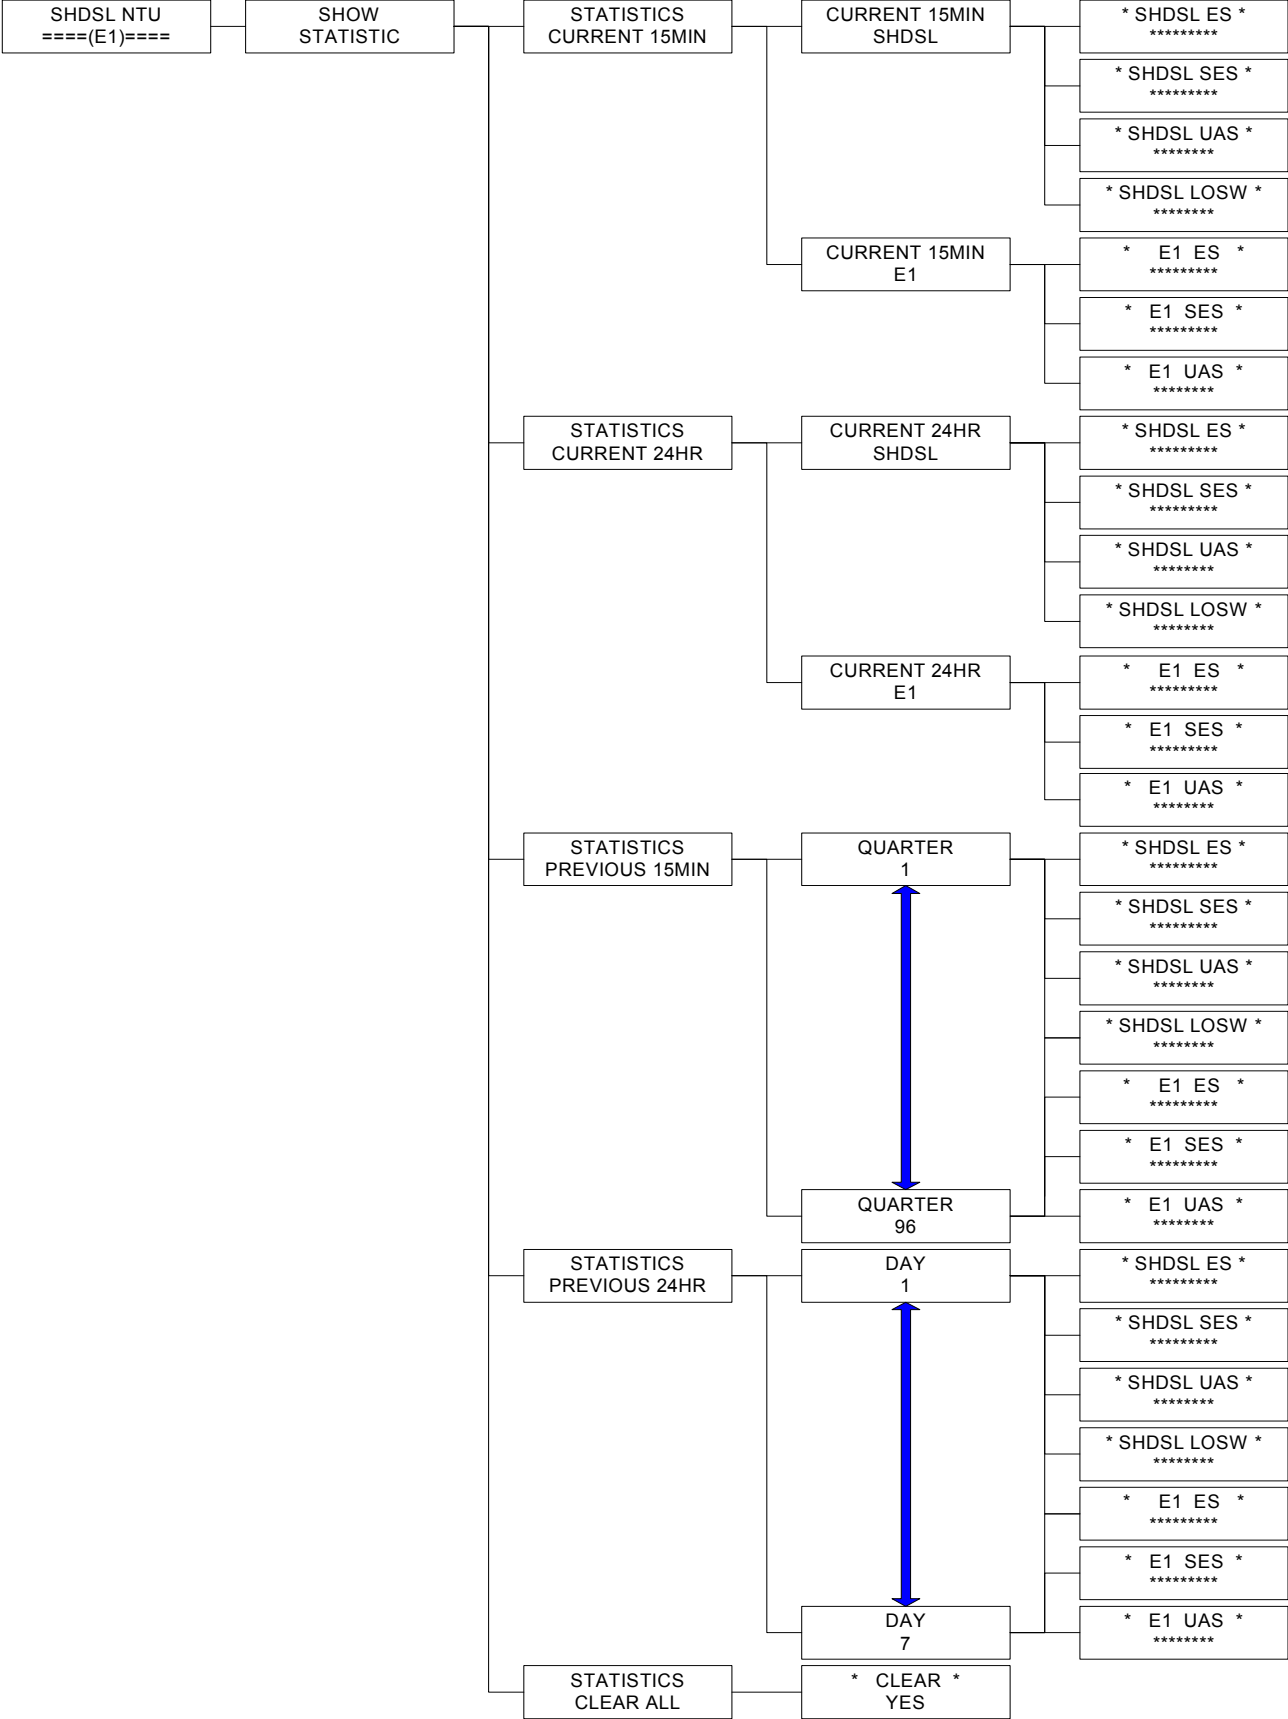 SHDSL NTU
====(E1)====
SHOW
STATISTIC
STATISTICS
CURRENT 15MIN
CURRENT 15MIN
SHDSL
* SHDSL ES *
*********
* SHDSL SES *
*********
* SHDSL UAS *
********
* SHDSL LOSW *
********
CURRENT 15MIN
E1
* E1 ES *
*********
* E1 SES *
*********
* E1 UAS *
********
STATISTICS
CURRENT 24HR
CURRENT 24HR
SHDSL
* SHDSL ES *
*********
* SHDSL SES *
*********
* SHDSL UAS *
********
* SHDSL LOSW *
********
CURRENT 24HR
E1
* E1 ES *
*********
* E1 SES *
*********
* E1 UAS *
********
STATISTICS
PREVIOUS 15MIN
QUARTER
1
* SHDSL ES *
*********
* SHDSL SES *
*********
* SHDSL UAS *
********
* SHDSL LOSW *
********
* E1 ES *
*********
* E1 SES *
*********
QUARTER
96
* E1 UAS *
********
STATISTICS
PREVIOUS 24HR
DAY
1
* SHDSL ES *
*********
* SHDSL SES *
*********
* SHDSL UAS *
********
* SHDSL LOSW *
********
* E1 ES *
*********
* E1 SES *
*********
DAY
7
* E1 UAS *
********
STATISTICS
CLEAR ALL
* CLEAR *
YES